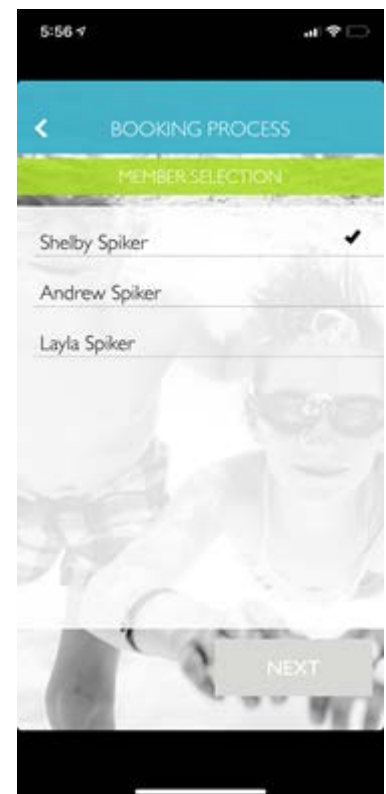 5:56
BOOKING PROCESS
MEMBER SELECTION
Shelby Spiker
Andrew Spiker
Layla Spiker
NEXT